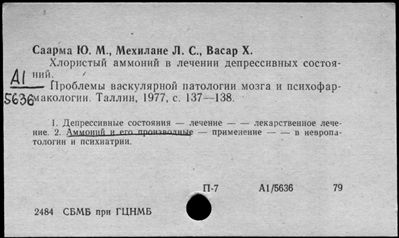 Саарма Ю. М., Мехилане Л. С., Васар Х.
Хлористый аммоний в лечении депрессивных состоя-
ний.
А1
Проблемы васкулярной патологии мозга и психофар-
5636
макологии. Таллин, 1977, с. 137—138.
1. Депрессивные состояния — лечение — — лекарственное лече-
ние. 2. Аммоний и его производные — применение — — в невропа-
тологии и психиатрии.
П-7 А1/5636 79
2484 СБМБ при ГЦНМБ